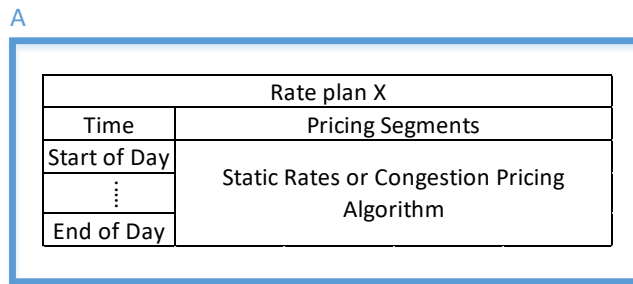 A
Rate plan X
Time Pricing Segments
Start of Day
Static Rates or Congestion Pricing
Algorithm
End of Day